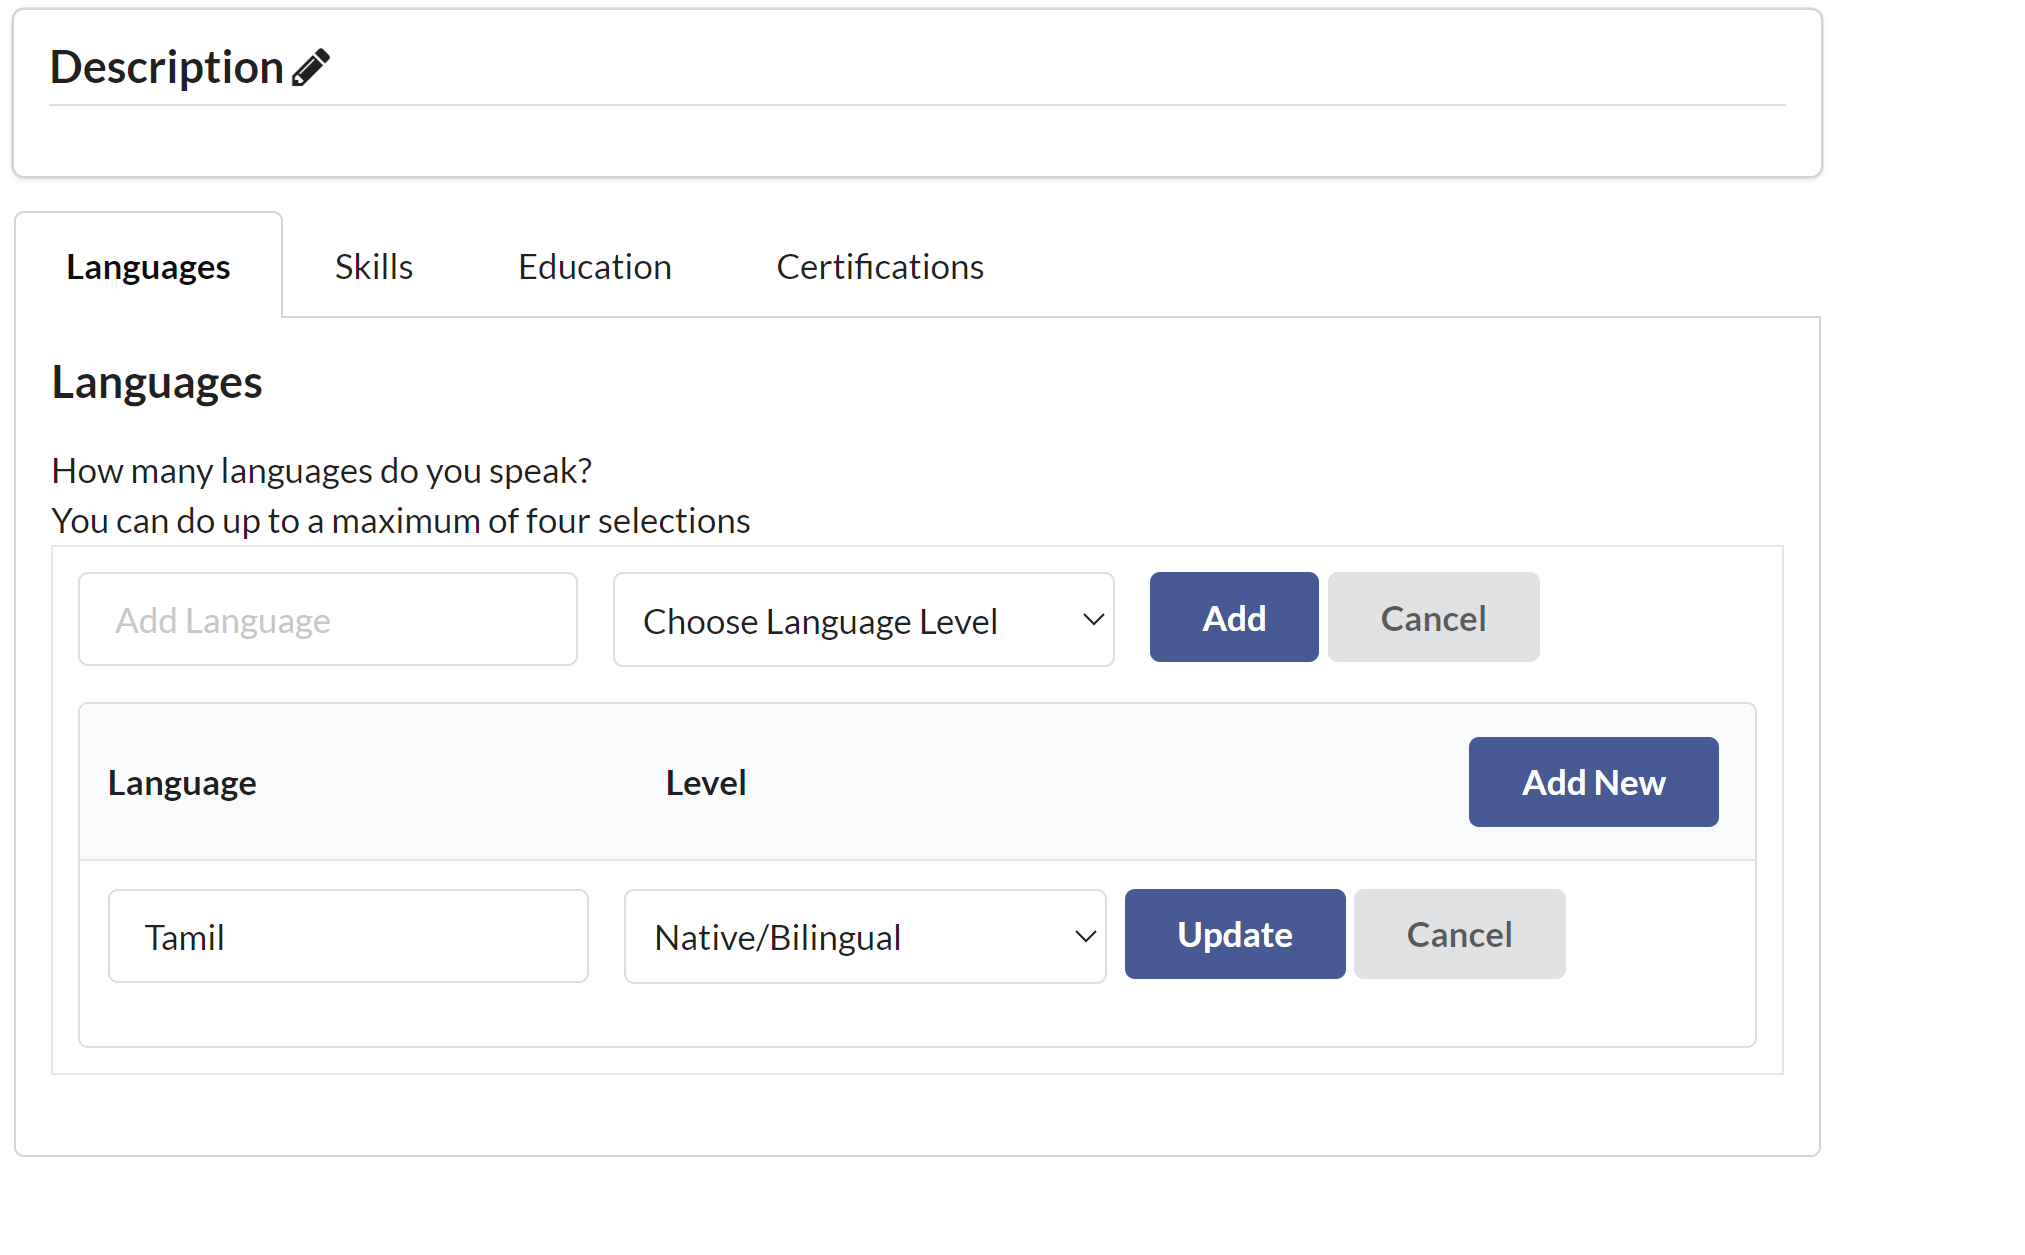 Description
Languages Skills Education Certifications
Languages
How many languages do you speak?
You can do up to a maximum of four selections
Add Language Choose Language Level Add Cancel
Language Level Add New
Tamil Native/Bilingual Update Cancel